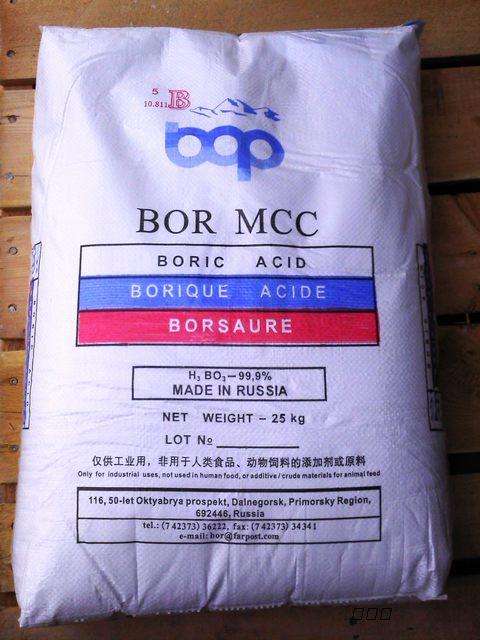 5
10.811 B
bop
BOR MCC
BORIC ACID
BORIQUE ACIDE
BORSAURE
H₃BO₃–99,9%
MADE IN RUSSIA
NET WEIGHT – 25 kg
LOT №
仅供工业用，非用于人类食品、动物饲料的添加剂或原料
Only for industrial uses, not used in human food, or additive / crude materials for animal feed
116, 50-let Oktyabrya prospekt, Dalnegorsk, Primorsky Region,
692446, Russia
tel.: (7 42373) 36222, fax: (7 42373) 34341
e-mail: bor@farpost.com